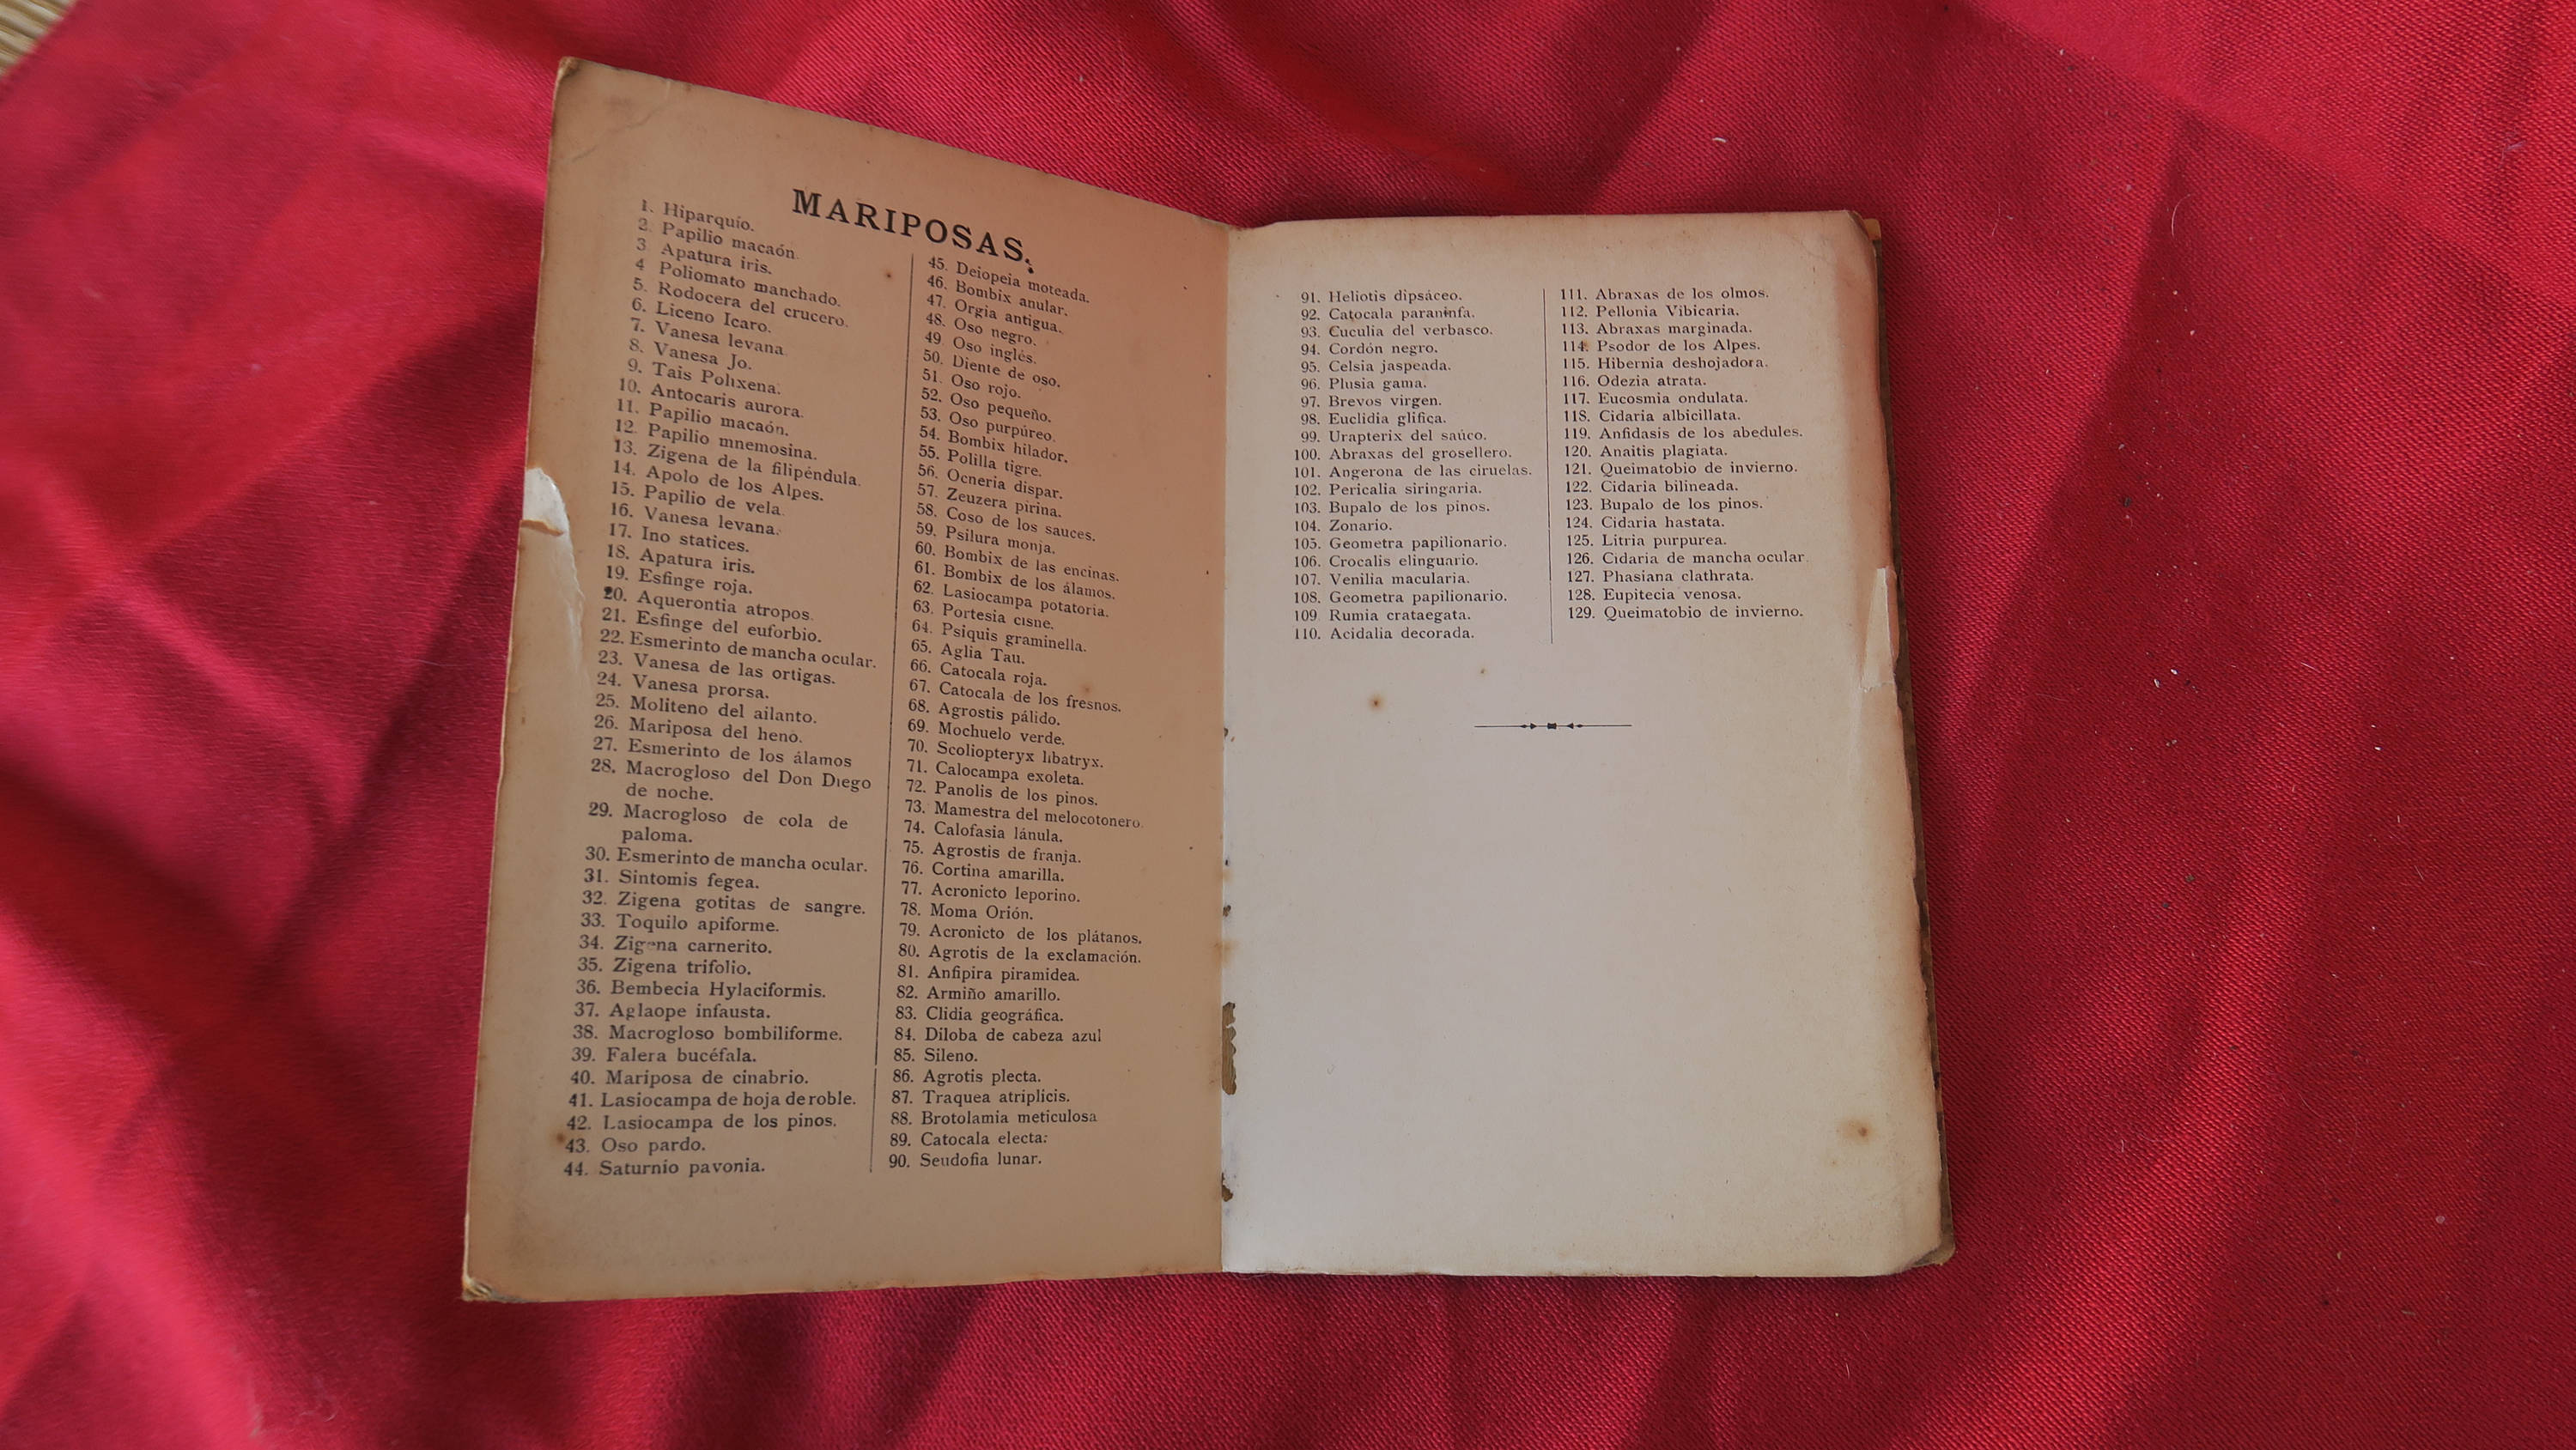 MARIPOSAS.
1. Hiparquío.
2. Papilio macaón.
3. Apatura iris.
4 Poliomato manchado.
5. Rodocera del crucero.
6. Liceno Icaro.
7. Vanesa levana.
8. Vanesa Jo.
9. Tais Polixena.
10. Antocaris aurora.
11. Papilio macaón.
12. Papilio mnemosina.
13. Zigena de la filipéndula.
14. Apolo de los Alpes.
15. Papilio de vela.
16. Vanesa levana.
17. Ino statices.
18. Apatura iris.
19. Esfinge roja.
20. Aquerontia atropos.
21. Esfinge del euforbio.
22. Esmerinto de mancha ocular.
23. Vanesa de las ortigas.
24. Vanesa prorsa.
25. Moliteno del ailanto.
26. Mariposa del heno.
27. Esmerinto de los álamos
28. Macrogloso del Don Diego
de noche.
29. Macrogloso de cola de
paloma.
30. Esmerinto de mancha ocular.
31. Sintomis fegea.
32. Zigena gotitas de sangre.
33. Toquilo apiforme.
34. Zigena carnerito.
35. Zigena trifolio.
36. Bembecia Hylaciformis.
37. Aglaope infausta.
38. Macrogloso bombiliforme.
39. Falera bucéfala.
40. Mariposa de cinabrio.
41. Lasiocampa de hoja de roble.
42. Lasiocampa de los pinos.
43. Oso pardo.
44. Saturnio pavonia.
45. Deiopeia moteada.
46. Bombix anular.
47. Orgia antigua.
48. Oso negro.
49 Oso inglés.
50. Diente de oso.
51. Oso rojo.
52. Oso pequeño.
53. Oso purpúreo.
54. Bombix hilador.
55. Polilla tigre.
56. Ocneria dispar.
57. Zeuzera pirina.
58. Coso de los sauces.
59. Psilura monja.
60. Bombix de las encinas.
61. Bombix de los álamos.
62. Lasiocampa potatoria.
63. Portesia cisne.
64. Psiquis graminella.
65. Aglia Tau.
66. Catocala roja.
67. Catocala de los fresnos.
68. Agrostis pálido.
69. Mochuelo verde.
70. Scoliopteryx libatryx.
71. Calocampa exoleta.
72. Panolis de los pinos.
73. Mamestra del melocotonero.
74. Calofasia lánula.
75. Agrostis de franja.
76. Cortina amarilla.
77. Acronicto leporino.
78. Moma Orión.
79. Acronicto de los plátanos.
80. Agrotis de la exclamación.
81. Anfipira piramidea.
82. Armiño amarillo.
83. Clidia geográfica.
84. Diloba de cabeza azul
85. Sileno.
86. Agrotis plecta.
87. Traquea atriplicis.
88. Brotolamia meticulosa
89. Catocala electa:
90. Seudofia lunar.
91. Heliotis dipsáceo.
92. Catocala paraninfa.
93. Cuculia del verbasco.
94. Cordón negro.
95. Celsia jaspeada.
96. Plusia gama.
97. Brevos virgen.
98. Euclidia glífica.
99. Urapterix del saúco.
100. Abraxas del grosellero.
101. Angerona de las ciruelas.
102. Pericalia siringaria.
103. Bupalo de los pinos.
104. Zonario.
105. Geometra papilionario.
106. Crocalis elinguario.
107. Venilia macularia.
108. Geometra papilionario.
109 Rumia crataegata.
110. Acidalia decorada.
111. Abraxas de los olmos.
112. Pellonia Vibicaria.
113. Abraxas marginada.
114. Psodor de los Alpes.
115. Hibernia deshojadora.
116. Odezia atrata.
117. Eucosmia ondulata.
118. Cidaria albicillata.
119. Anfidasis de los abedules.
120. Anaitis plagiata.
121. Queimatobio de invierno.
122. Cidaria bilineada.
123. Bupalo de los pinos.
124. Cidaria hastata.
125. Litria purpurea.
126. Cidaria de mancha ocular.
127. Phasiana clathrata.
128. Eupitecia venosa.
129. Queimatobio de invierno.